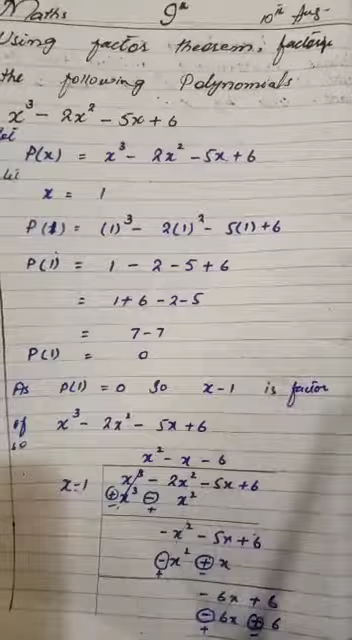 Maths 9th 10th Aug-
Using factor theorem, factorize
the following Polynomials
x³ - 2x² - 5x + 6
let
P(x) = x³ - 2x² - 5x + 6
let
x = 1
P(1) = (1)³ - 2(1)² - 5(1) + 6
P(1) = 1 - 2 - 5 + 6
= 1 + 6 - 2 - 5
= 7 - 7
P(1) = 0
As P(1) = 0 so x - 1 is factor
of x³ - 2x² - 5x + 6
so
x² - x - 6
x-1 x³ - 2x² - 5x + 6
⊕x³ ⊖ x²
- +
-x² - 5x + 6
⊖x² ⊕ x
+ -
- 6x + 6
⊖ 6x ⊕ 6
+ -